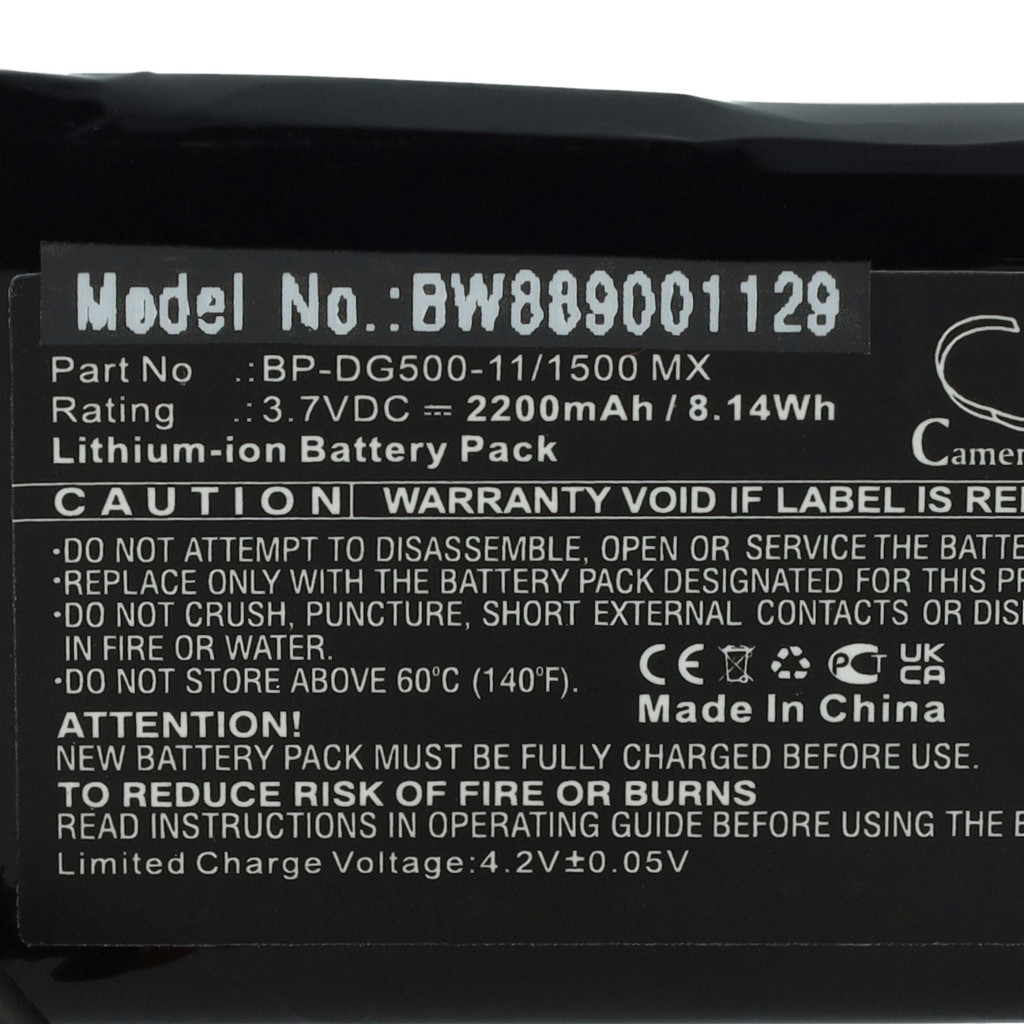 Model No.:BW889001129
Part No .:BP-DG500-11/1500 MX
Rating .:3.7VDC ⎓ 2200mAh / 8.14Wh
Lithium-ion Battery Pack
Camer
CAUTION| WARRANTY VOID IF LABEL IS RE
·DO NOT ATTEMPT TO DISASSEMBLE, OPEN OR SERVICE THE BATTE
·REPLACE ONLY WITH THE BATTERY PACK DESIGNATED FOR THIS PR
·DO NOT CRUSH, PUNCTURE, SHORT EXTERNAL CONTACTS OR DIS
IN FIRE OR WATER.
·DO NOT STORE ABOVE 60°C (140°F).
CE PCT UK CA
Made In China
ATTENTION!
NEW BATTERY PACK MUST BE FULLY CHARGED BEFORE USE.
TO REDUCE RISK OF FIRE OR BURNS
READ INSTRUCTIONS IN OPERATING GUIDE BEFORE USING THE B
Limited Charge Voltage:4.2V±0.05V